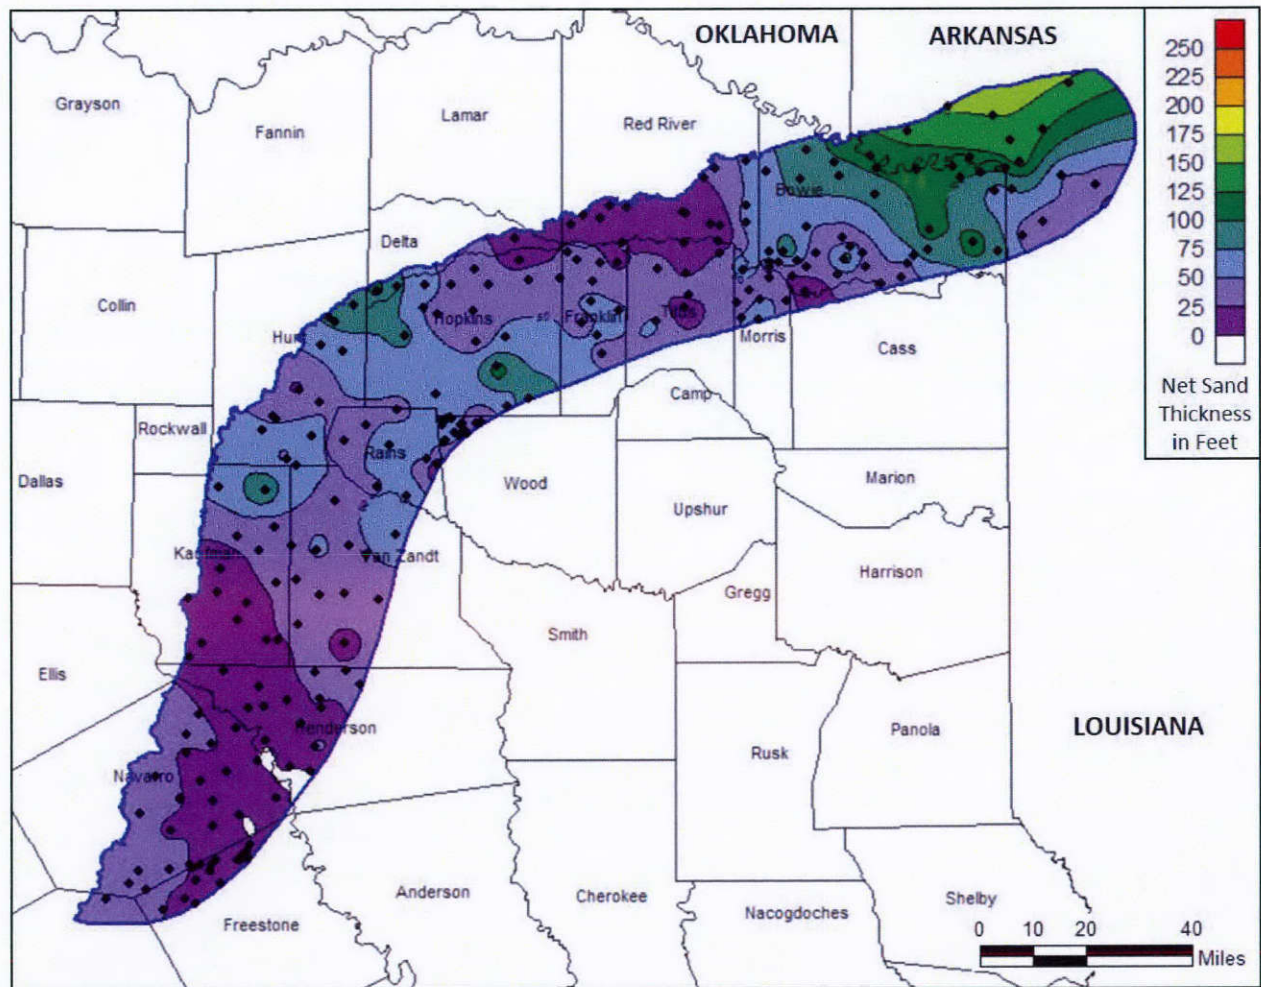 OKLAHOMA
ARKANSAS
250
225
200
175
150
125
100
75
50
25
0
Net Sand
Thickness
in Feet
Grayson
Fannin
Lamar
Red River
Bowie
Delta
Collin
Hopkins
50
Franklin
Titus
Morris
Cass
Camp
Rockwall
Rains
Dallas
Wood
Marion
Upshur
Kaufman
Van Zandt
Harrison
Gregg
Smith
Ellis
Henderson
Panola
LOUISIANA
Rusk
Navarro
Anderson
Cherokee
Shelby
Nacogdoches
Freestone
0 10 20 40
Miles